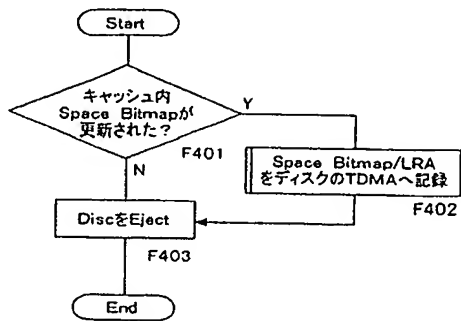 Start
キャッシュ内
Space Bitmapが
更新された?
Y
F401
N
Space Bitmap/LRA
をディスクのTDMAへ記録
F402
DiscをEject
F403
End